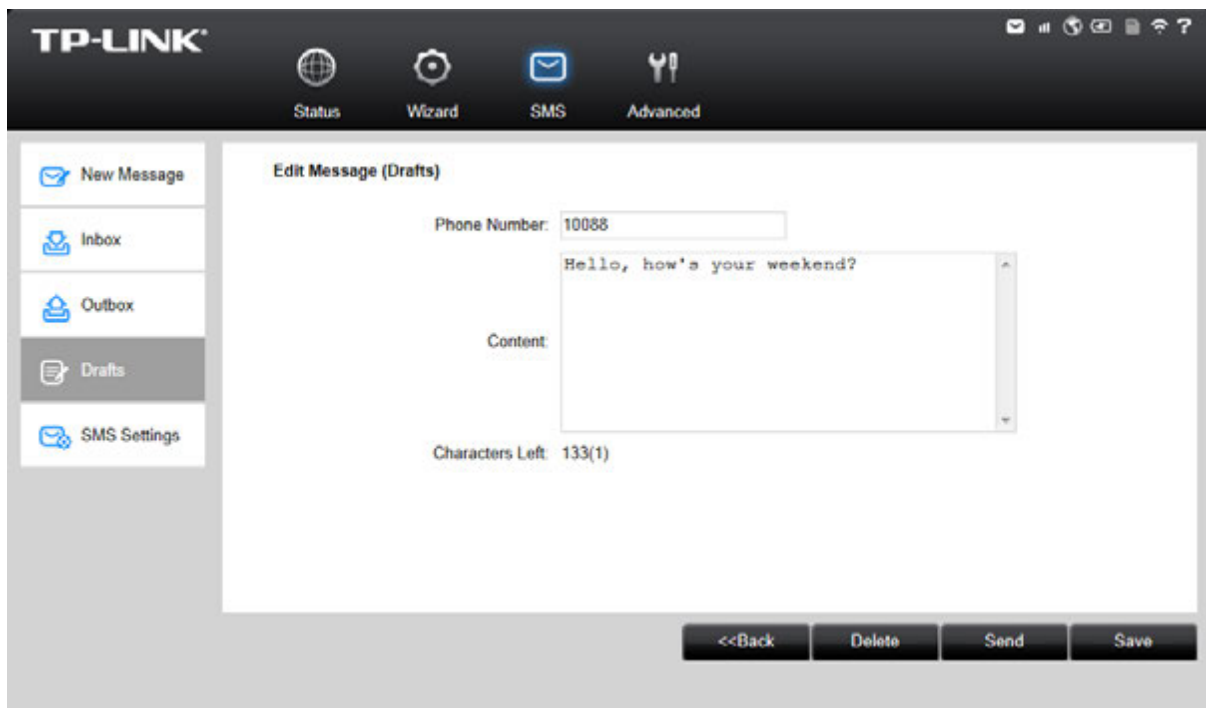 TP-LINK
?
Status Wizard SMS Advanced
New Message
Inbox
Outbox
Drafts
SMS Settings
Edit Message (Drafts)
Phone Number: 10088
Content: Hello, how's your weekend?
Characters Left: 133(1)
<<Back Delete Send Save